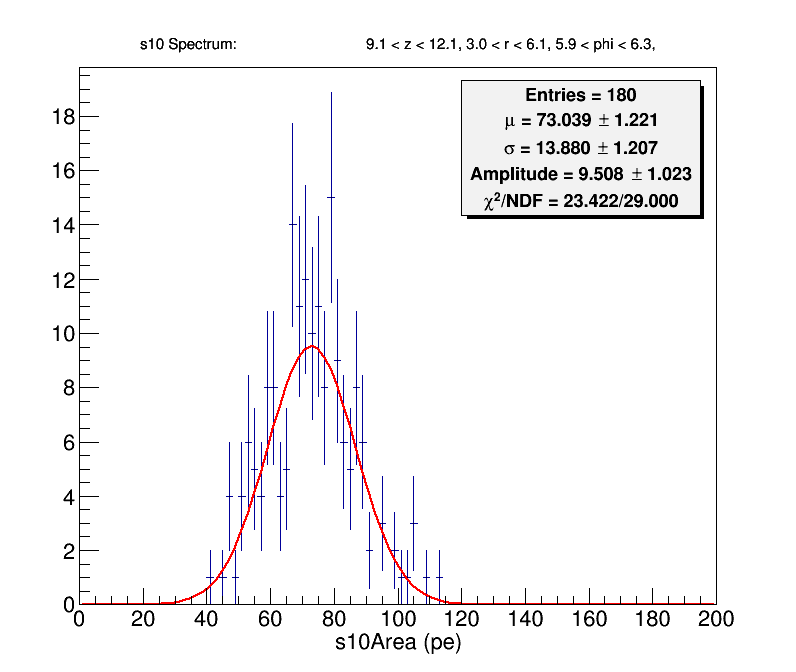 s10 Spectrum: 9.1 < z < 12.1, 3.0 < r < 6.1, 5.9 < phi < 6.3,
Entries = 180
μ = 73.039 ± 1.221
σ = 13.880 ± 1.207
Amplitude = 9.508 ± 1.023
χ²/NDF = 23.422/29.000
18
16
14
12
10
8
6
4
2
0
0 20 40 60 80 100 120 140 160 180 200
s10Area (pe)